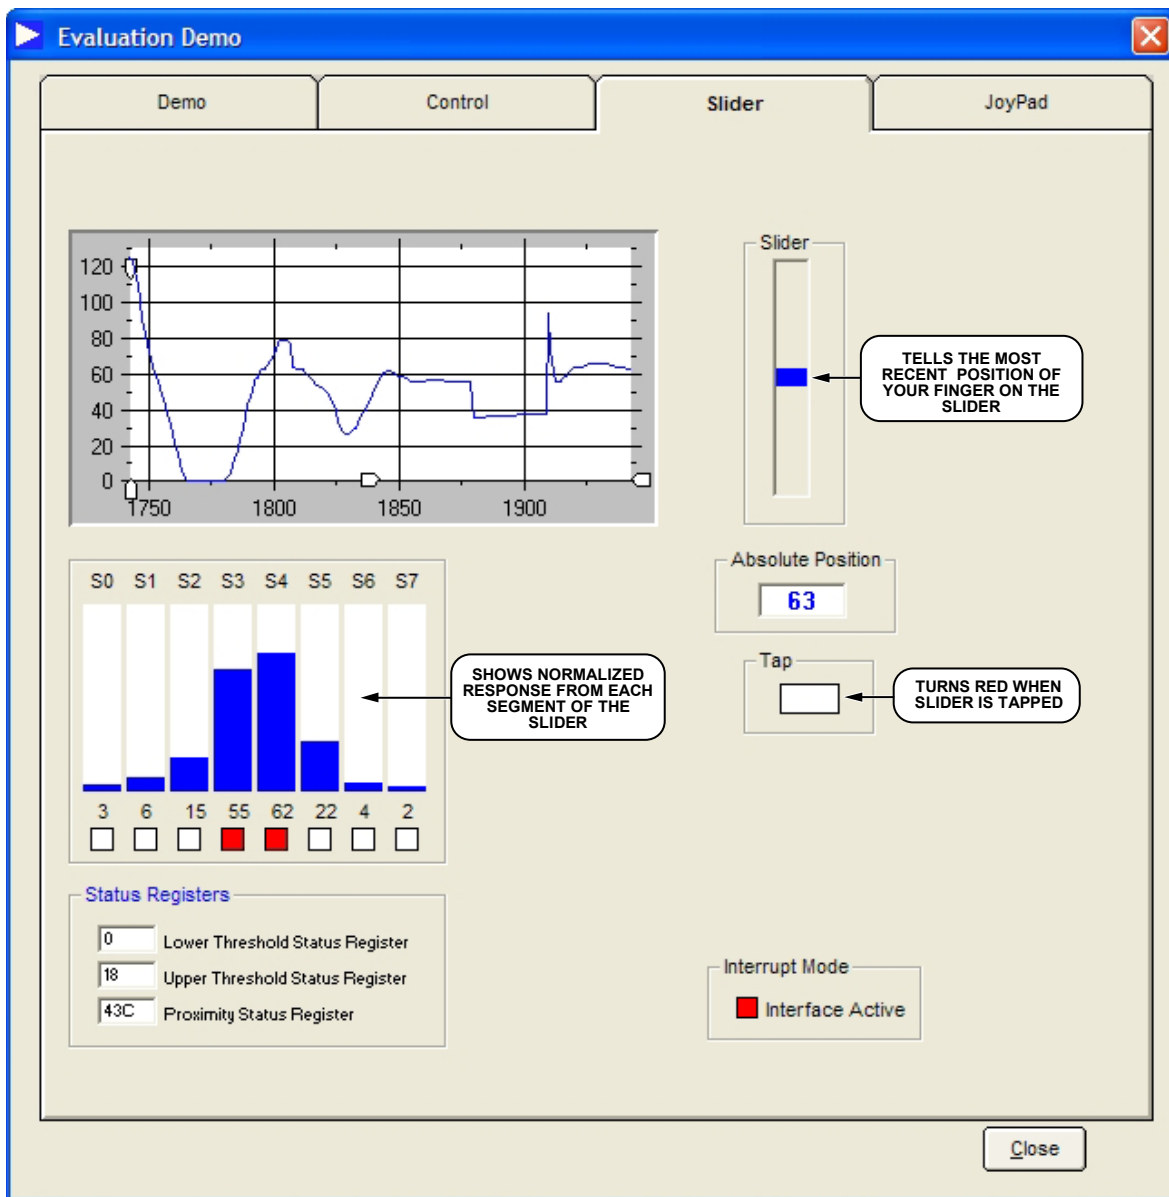 Evaluation Demo
Demo
Control
Slider
JoyPad
120
100
80
60
40
20
0
1750
1800
1850
1900
Slider
TELLS THE MOST
RECENT POSITION OF
YOUR FINGER ON THE
SLIDER
Absolute Position
63
Tap
TURNS RED WHEN
SLIDER IS TAPPED
S0 S1 S2 S3 S4 S5 S6 S7
SHOWS NORMALIZED
RESPONSE FROM EACH
SEGMENT OF THE
SLIDER
3 6 15 55 62 22 4 2
Status Registers
0 Lower Threshold Status Register
18 Upper Threshold Status Register
43C Proximity Status Register
Interrupt Mode
Interface Active
Close